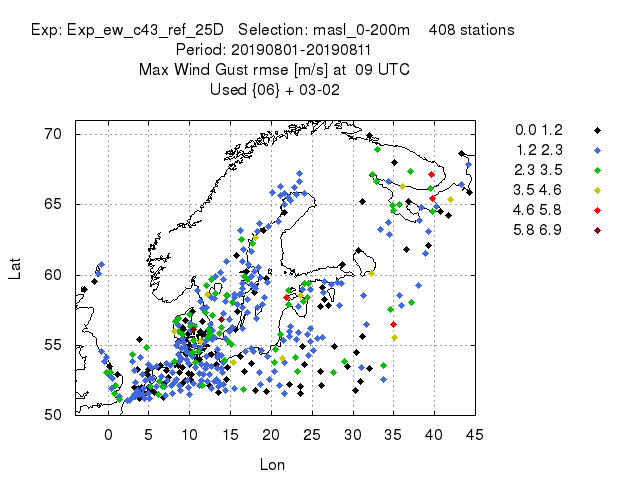 Exp: Exp_ew_c43_ref_25D   Selection: masl_0-200m    408 stations
Period: 20190801-20190811
Max Wind Gust rmse [m/s] at  09 UTC
Used {06} + 03-02
0.0 1.2
1.2 2.3
2.3 3.5
3.5 4.6
4.6 5.8
5.8 6.9
70
65
60
55
50
Lat
0 5 10 15 20 25 30 35 40 45
Lon